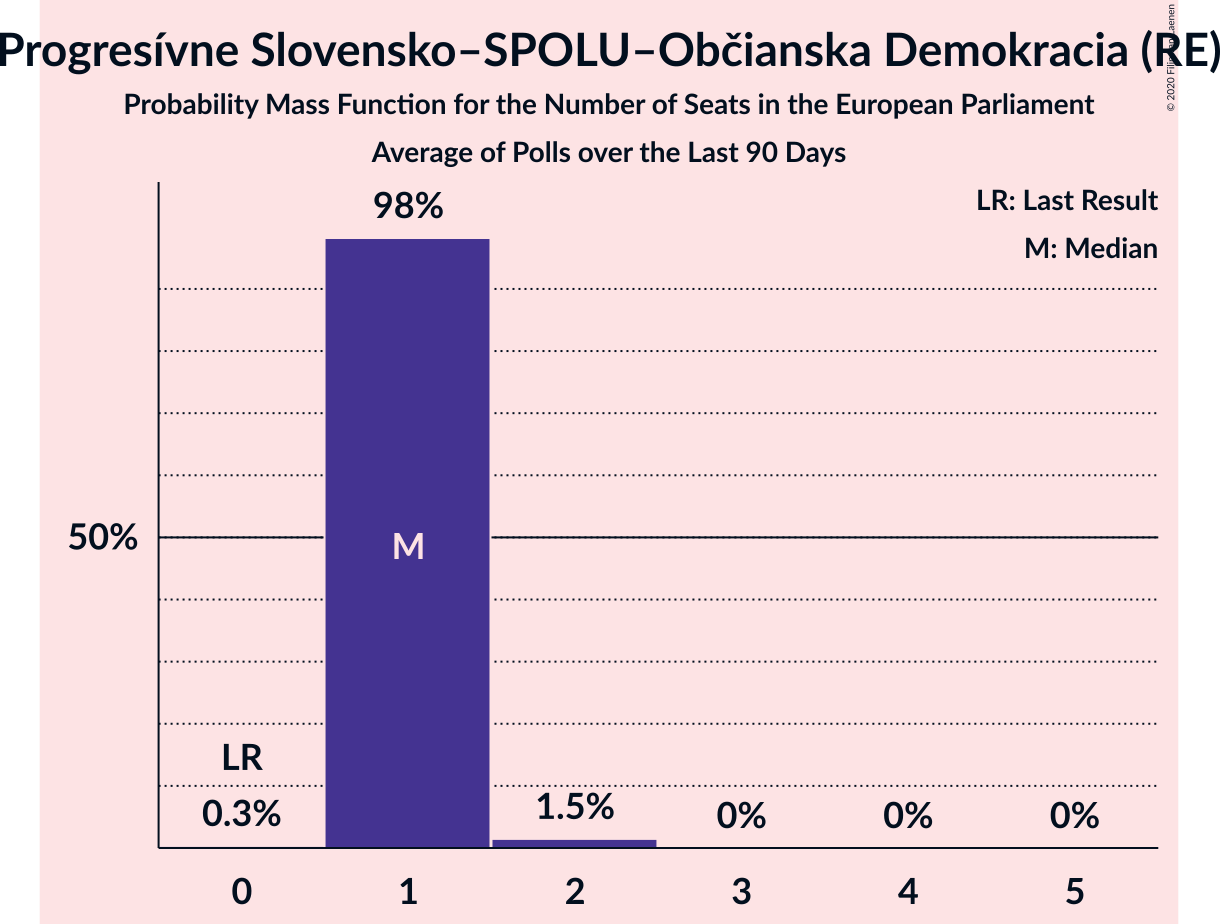 Progresívne Slovensko–SPOLU–Občianska Demokracia (RE)
Probability Mass Function for the Number of Seats in the European Parliament
Average of Polls over the Last 90 Days
© 2020 Laenen
LR: Last Result
M: Median
98%
50%
M
LR
0.3%
1.5%
0%
0%
0%
0
1
2
3
4
5